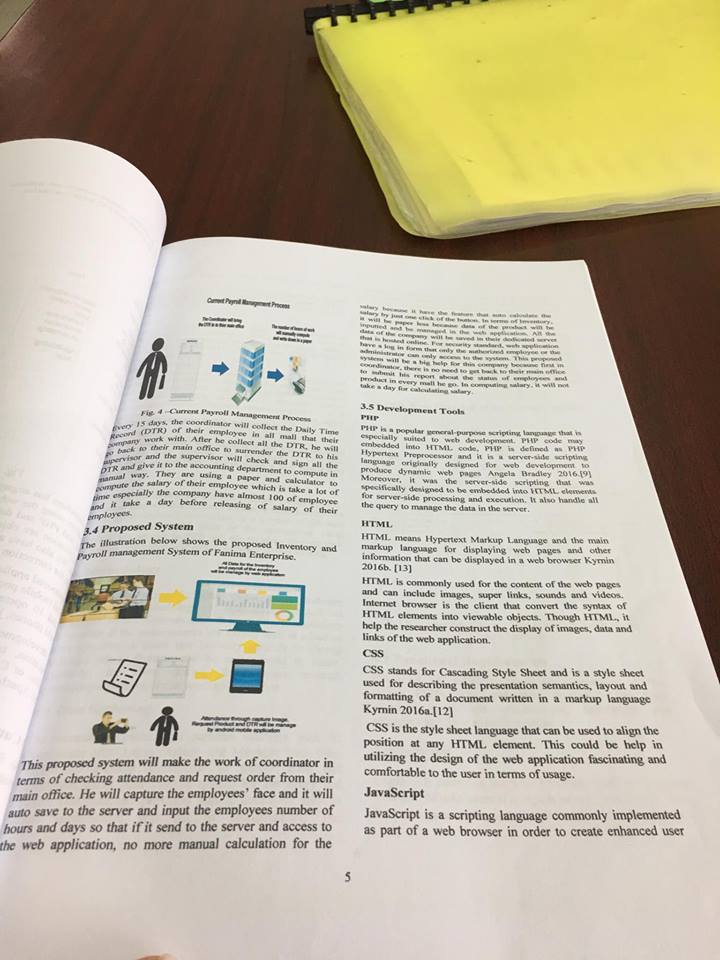 Current Payroll Management Process
The Coordinator will bring
the DTR to its their main office
The number of hours of work
will manually compute
and write down in a paper
Fig. 4 –Current Payroll Management Process
Every 15 days, the coordinator will collect the Daily Time
Record (DTR) of their employee in all mall that their
company work with. After he collect all the DTR, he will
go back to their main office to surrender the DTR to his
supervisor and the supervisor will check and sign all the
DTR and give it to the accounting department to compute in
manual way. They are using a paper and calculator to
compute the salary of their employee which is take a lot of
time especially the company have almost 100 of employee
and it take a day before releasing of salary of their
employees.
3.4 Proposed System
The illustration below shows the proposed Inventory and
Payroll management System of Fanima Enterprise.
All Data for the Inventory
and payroll of the employee
will be manage by web application
Attendance through capture Image,
Request Product and DTR will be manage
by android mobile application
This proposed system will make the work of coordinator in
terms of checking attendance and request order from their
main office. He will capture the employees' face and it will
auto save to the server and input the employees number of
hours and days so that if it send to the server and access to
the web application, no more manual calculation for the
salary because it have the feature that auto calculate the
salary by just one click of the button. In terms of Inventory,
it will be paper less because data of the product will be
inputted and be managed in the web application. All the
data of the company will be saved in their dedicated server
that is hosted online. For security standard, web application
have a log in form that only the authorized employee or the
administrator can only access to the system. This proposed
system will be a big help for this company because first in
coordinator, there is no need to get back to their main office
to submit his report about the status of employees and
product in every mall he go. In computing salary, it will not
take a day for calculating salary.
3.5 Development Tools
PHP
PHP is a popular general-purpose scripting language that is
especially suited to web development. PHP code may
embedded into HTML code, PHP is defined as PHP
Hypertext Preprocessor and it is a server-side scripting
language originally designed for web development to
produce dynamic web pages Angela Bradley 2016.[9]
Moreover, it was the server-side scripting that was
specifically designed to be embedded into HTML elements
for server-side processing and execution. It also handle all
the query to manage the data in the server.
HTML
HTML means Hypertext Markup Language and the main
markup language for displaying web pages and other
information that can be displayed in a web browser Kymin
2016b. [13]
HTML is commonly used for the content of the web pages
and can include images, super links, sounds and videos.
Internet browser is the client that convert the syntax of
HTML elements into viewable objects. Though HTML, it
help the researcher construct the display of images, data and
links of the web application.
CSS
CSS stands for Cascading Style Sheet and is a style sheet
used for describing the presentation semantics, layout and
formatting of a document written in a markup language
Kymin 2016a.[12]
CSS is the style sheet language that can be used to align the
position at any HTML element. This could be help in
utilizing the design of the web application fascinating and
comfortable to the user in terms of usage.
JavaScript
JavaScript is a scripting language commonly implemented
as part of a web browser in order to create enhanced user
5